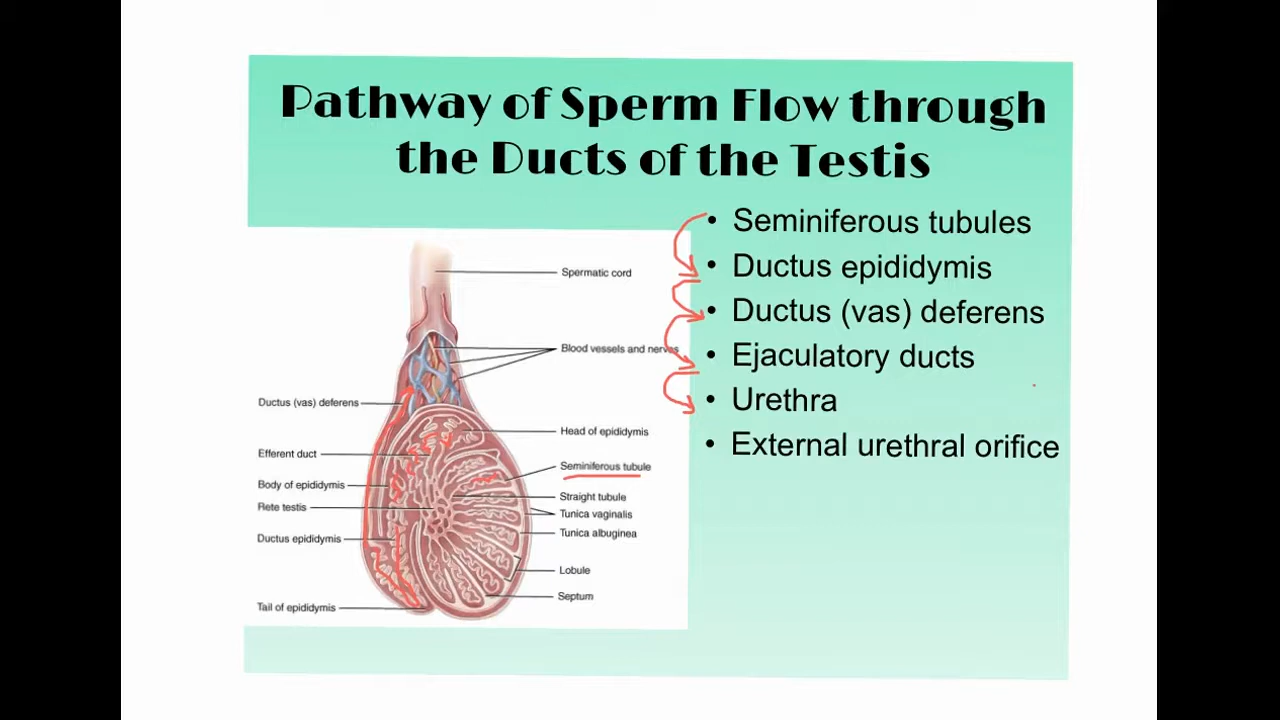 Pathway of Sperm Flow through
the Ducts of the Testis
• Seminiferous tubules
• Ductus epididymis
• Ductus (vas) deferens
• Ejaculatory ducts
• Urethra
• External urethral orifice
Spermatic cord
Blood vessels and nerves
Ductus (vas) deferens
Head of epididymis
Efferent duct
Seminiferous tubule
Body of epididymis
Straight tubule
Rete testis
Tunica vaginalis
Tunica albuginea
Ductus epididymis
Lobule
Septum
Tail of epididymis